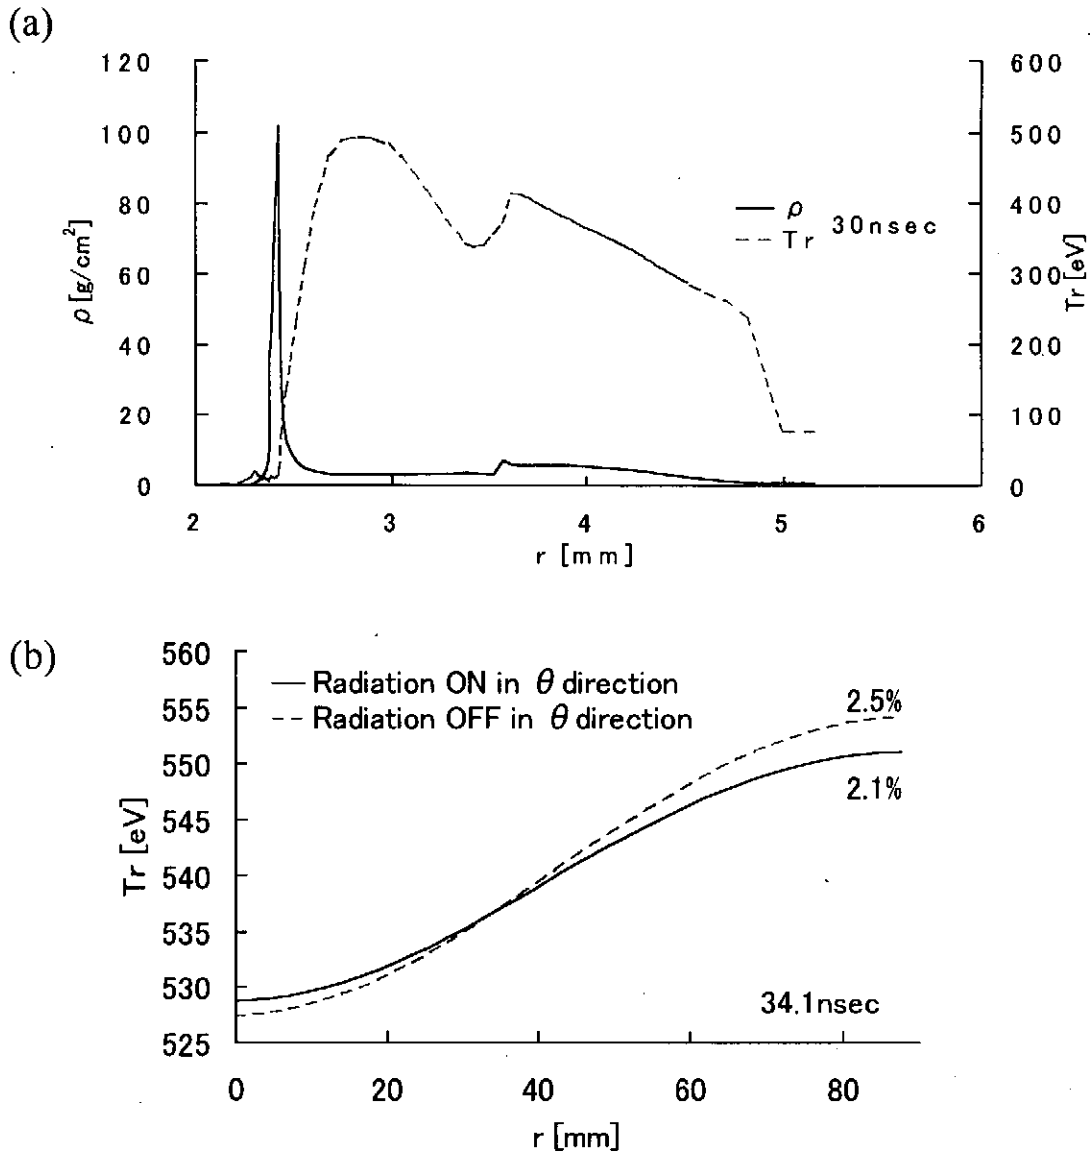 (a)
120
100
80
60
40
20
0
ρ [g/cm²]
600
500
400
300
200
100
0
Tr [eV]
ρ
Tr
30nsec
2
3
4
5
6
r [mm]
(b)
560
555
550
545
540
535
530
525
Tr [eV]
Radiation ON in θ direction
Radiation OFF in θ direction
2.5%
2.1%
34.1nsec
0
20
40
60
80
r [mm]